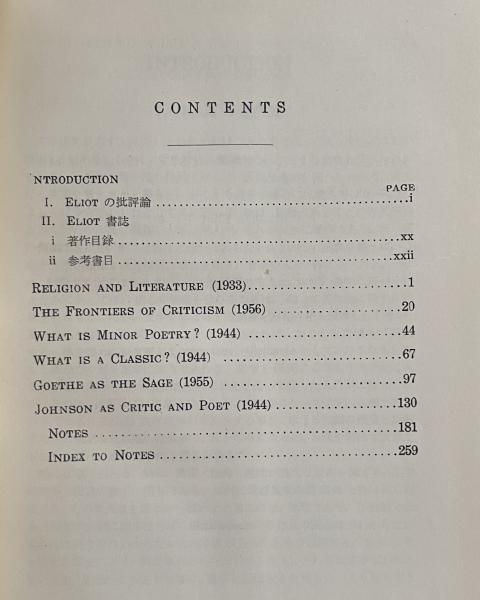 CONTENTS
NTRODUCTION
PAGE
I. ELIOT の批評論 ........................................ i
II. ELIOT 書誌
i 著作目録 ........................................ xx
ii 参考書目 ........................................ xxii
RELIGION AND LITERATURE (1933) ........................ 1
THE FRONTIERS OF CRITICISM (1956) ..................... 20
WHAT IS MINOR POETRY? (1944) ......................... 44
WHAT IS A CLASSIC? (1944) ............................ 67
GOETHE AS THE SAGE (1955) ............................ 97
JOHNSON AS CRITIC AND POET (1944) ..................... 130
NOTES ............................................. 181
INDEX TO NOTES .................................... 259